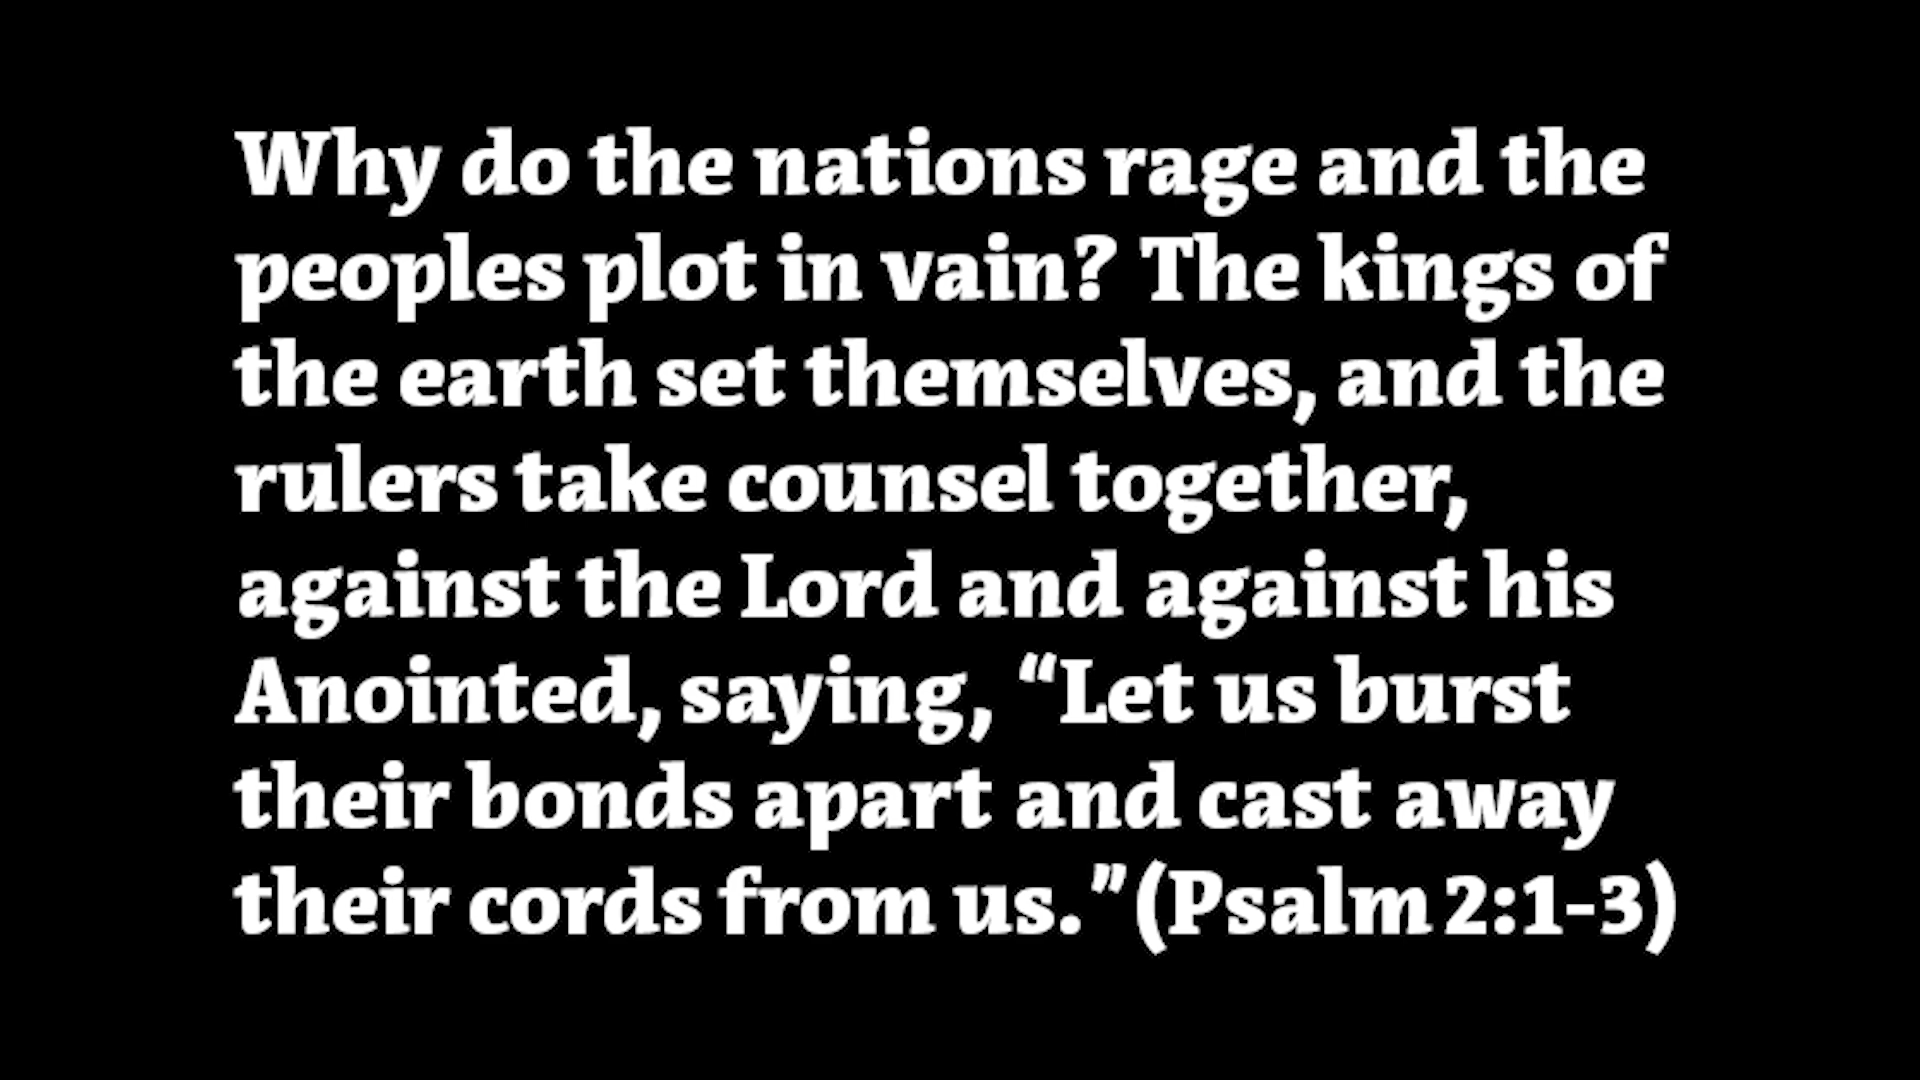 Why do the nations rage and the
peoples plot in vain? The kings of
the earth set themselves, and the
rulers take counsel together,
against the Lord and against his
Anointed, saying, “Let us burst
their bonds apart and cast away
their cords from us.”(Psalm 2:1-3)